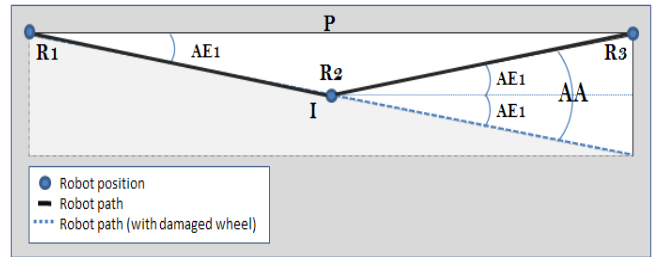 P
R1
AE1
R3
R2
AE1
AA
I
AE1
Robot position
Robot path
Robot path (with damaged wheel)